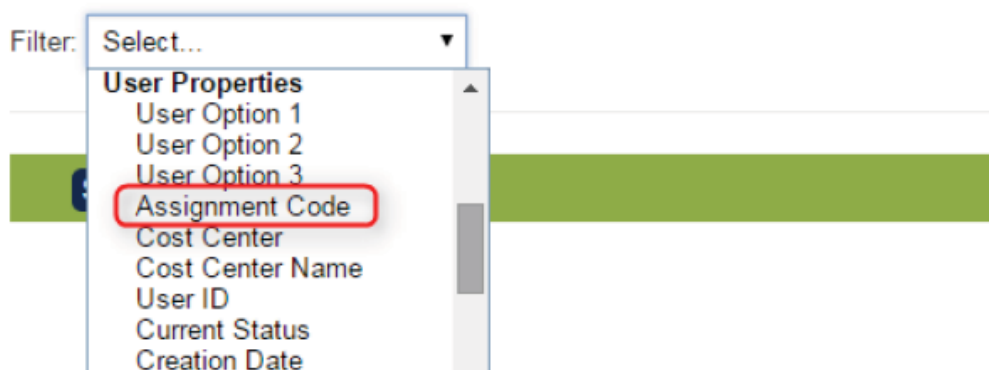 Filter: Select...
User Properties
User Option 1
User Option 2
User Option 3
Assignment Code
Cost Center
Cost Center Name
User ID
Current Status
Creation Date